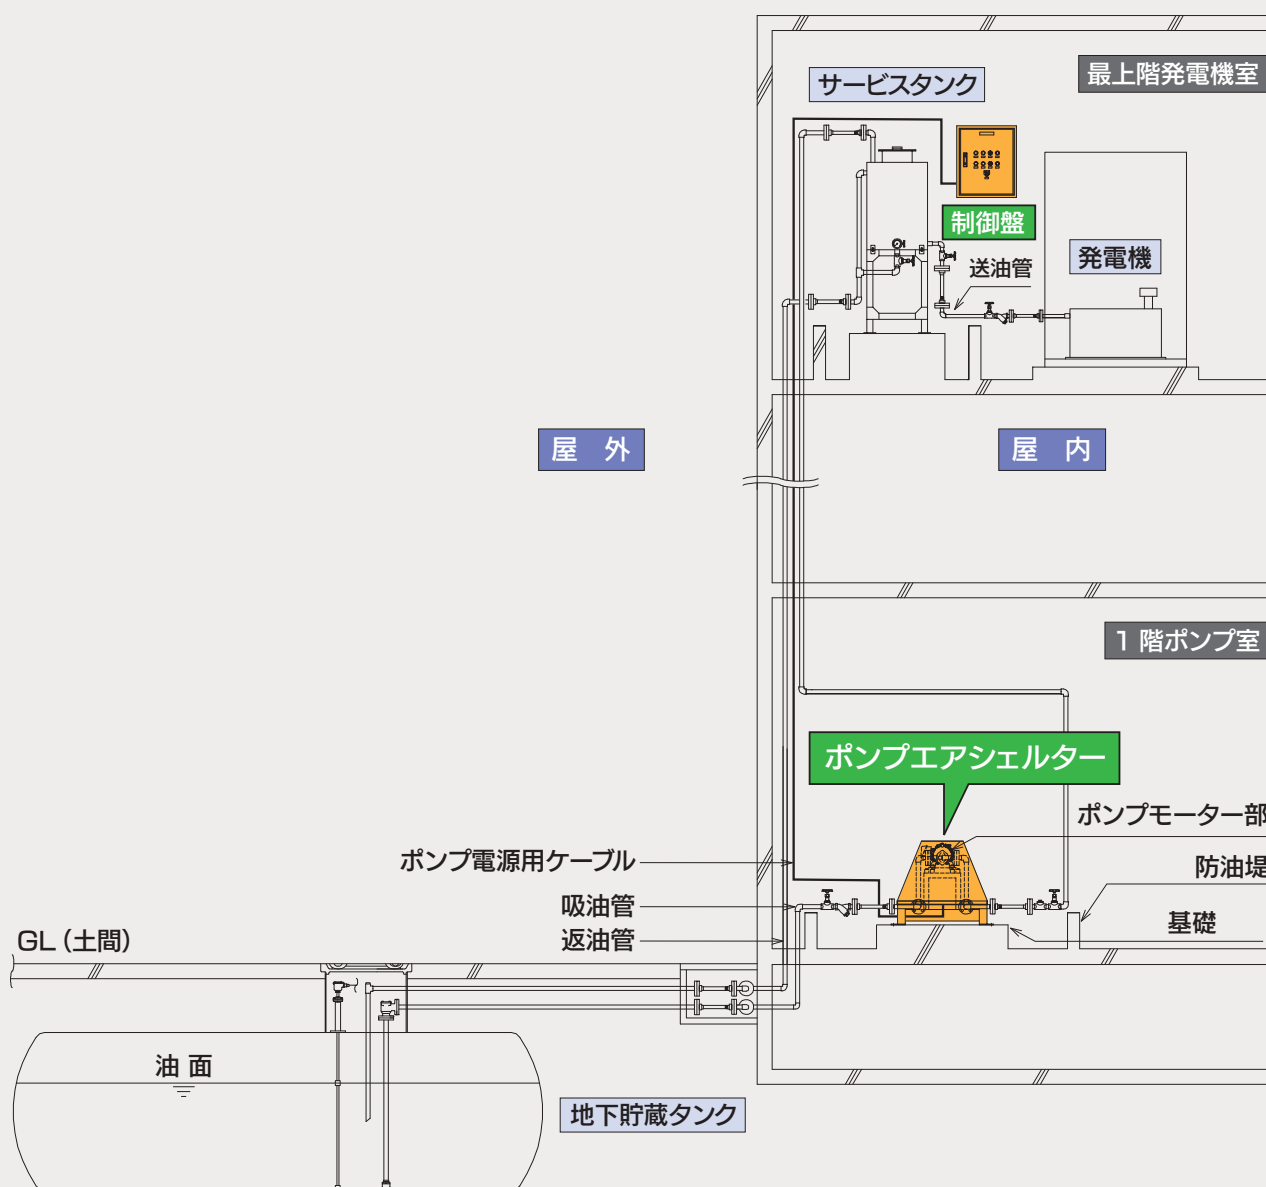 最上階発電機室
サービスタンク
制御盤
発電機
送油管
屋 外
屋 内
1 階ポンプ室
ポンプエアシェルター
ポンプモーター部
ポンプ電源用ケーブル
防油堤
吸油管
基礎
返油管
GL（土間）
油 面
地下貯蔵タンク